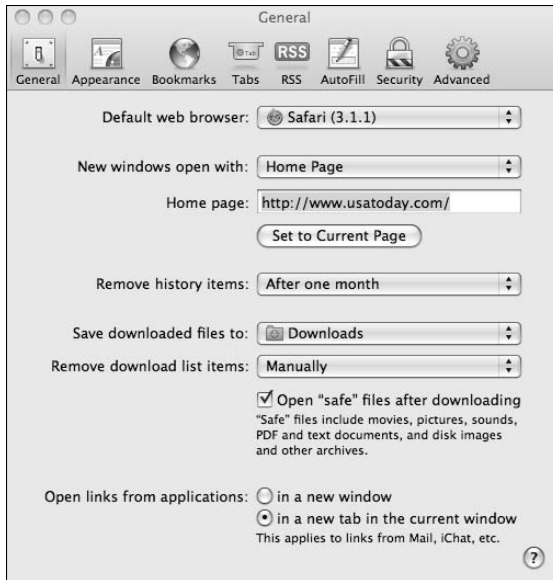 General
Tab
RSS
General Appearance Bookmarks Tabs RSS AutoFill Security Advanced
Default web browser: Safari (3.1.1)
New windows open with: Home Page
Home page: http://www.usatoday.com/
Set to Current Page
Remove history items: After one month
Save downloaded files to: Downloads
Remove download list items: Manually
Open “safe” files after downloading
“Safe” files include movies, pictures, sounds,
PDF and text documents, and disk images
and other archives.
Open links from applications: in a new window
in a new tab in the current window
This applies to links from Mail, iChat, etc.
?